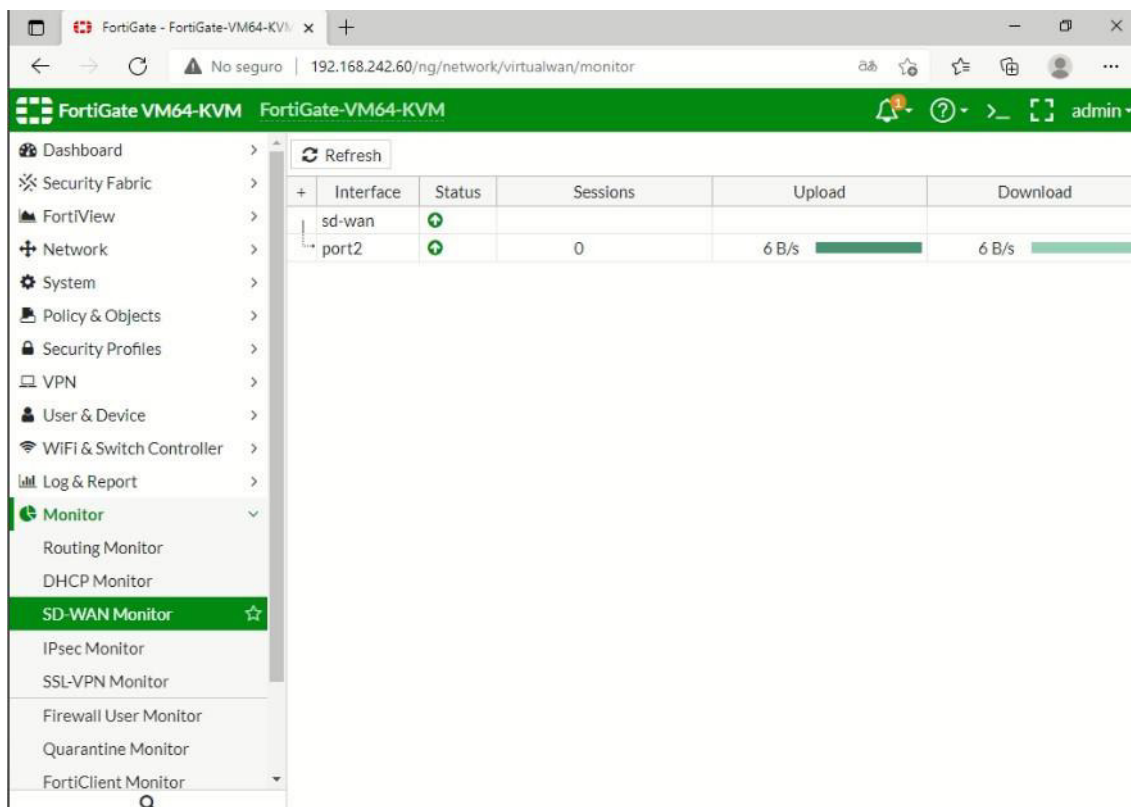 FortiGate - FortiGate-VM64-KV
No seguro | 192.168.242.60/ng/network/virtualwan/monitor
FortiGate VM64-KVM FortiGate-VM64-KVM 1 admin
Dashboard
Security Fabric
FortiView
Network
System
Policy & Objects
Security Profiles
VPN
User & Device
WiFi & Switch Controller
Log & Report
Monitor
Routing Monitor
DHCP Monitor
SD-WAN Monitor
IPsec Monitor
SSL-VPN Monitor
Firewall User Monitor
Quarantine Monitor
FortiClient Monitor
Refresh
+ Interface Status Sessions Upload Download
sd-wan
port2 0 6 B/s 6 B/s